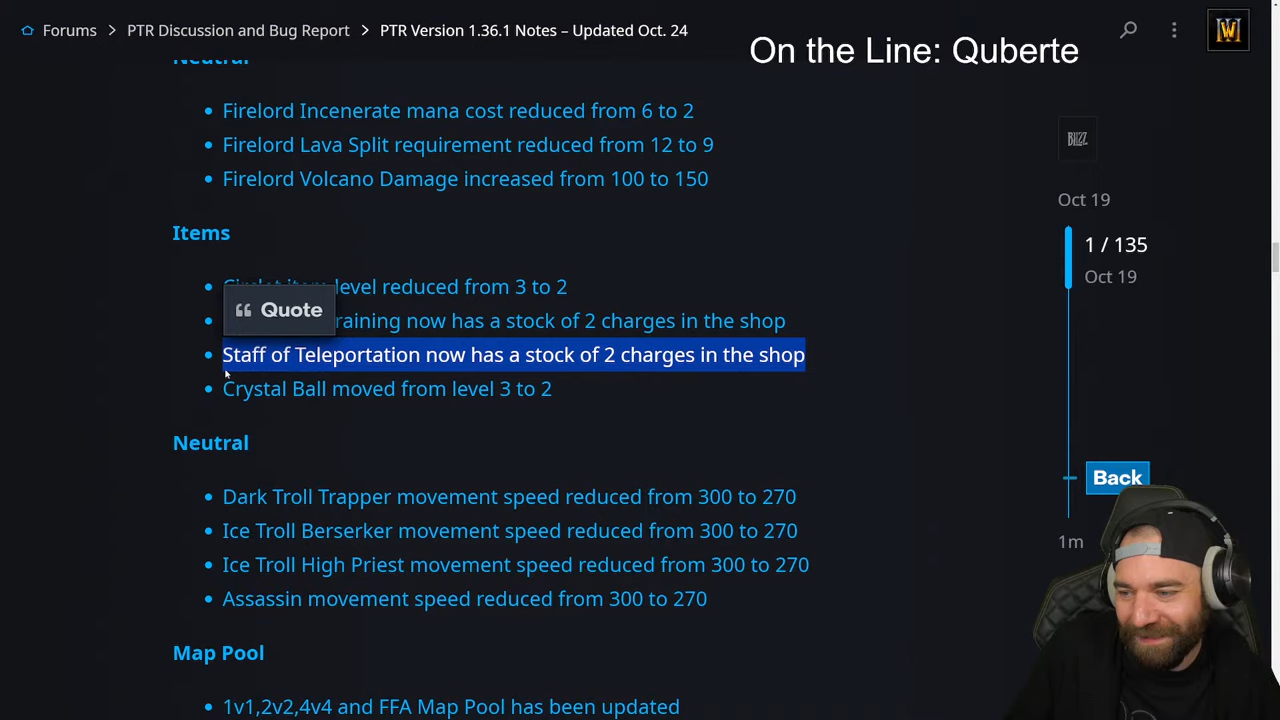 Forums > PTR Discussion and Bug Report > PTR Version 1.36.1 Notes – Updated Oct. 24
On the Line: Quberte
Neutral
Firelord Incenerate mana cost reduced from 6 to 2
Firelord Lava Split requirement reduced from 12 to 9
Firelord Volcano Damage increased from 100 to 150
Items
Circlet item level reduced from 3 to 2
Quote
raining now has a stock of 2 charges in the shop
Staff of Teleportation now has a stock of 2 charges in the shop
Crystal Ball moved from level 3 to 2
Neutral
Dark Troll Trapper movement speed reduced from 300 to 270
Ice Troll Berserker movement speed reduced from 300 to 270
Ice Troll High Priest movement speed reduced from 300 to 270
Assassin movement speed reduced from 300 to 270
Map Pool
1v1,2v2,4v4 and FFA Map Pool has been updated
BLIZZ
Oct 19
1 / 135
Oct 19
Back
1m